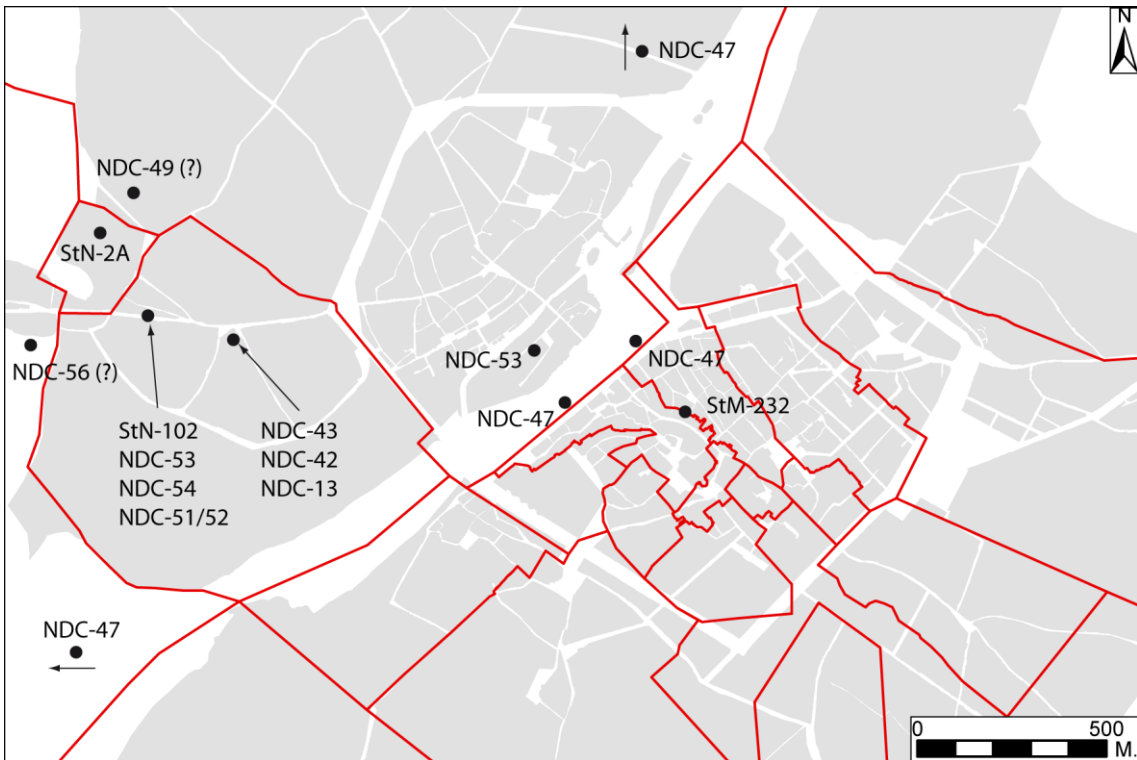 N
NDC-47
NDC-49 (?)
StN-2A
NDC-56 (?)
NDC-53
NDC-47
NDC-47
StM-232
StN-102
NDC-53
NDC-54
NDC-51/52
NDC-43
NDC-42
NDC-13
NDC-47
0 500
M.